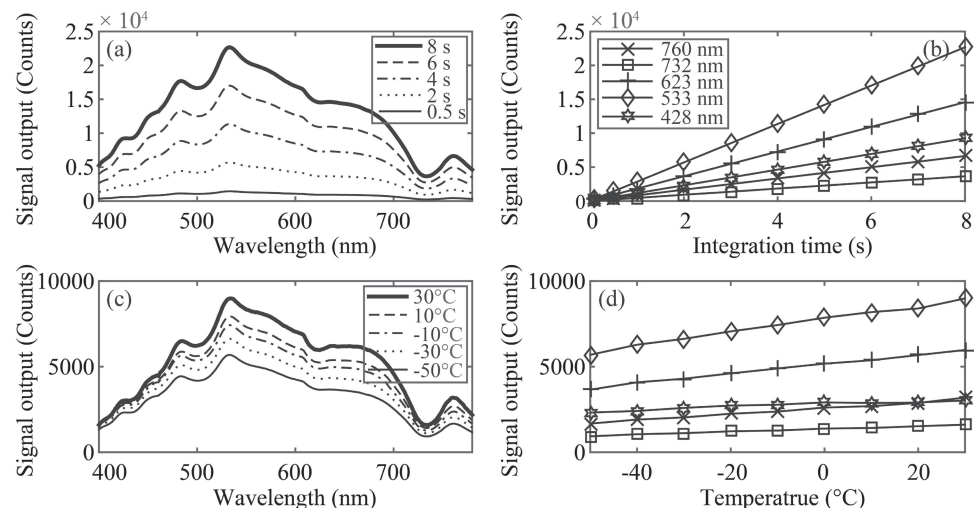 × 10⁴
2.5
2.0
1.5
1.0
0.5
0
Signal output (Counts)
(a)
8 s
6 s
4 s
2 s
0.5 s
400 500 600 700
Wavelength (nm)
× 10⁴
2.5
2.0
1.5
1.0
0.5
0
Signal output (Counts)
(b)
760 nm
732 nm
623 nm
533 nm
428 nm
0 2 4 6 8
Integration time (s)
10000
5000
0
Signal output (Counts)
(c)
30°C
10°C
-10°C
-30°C
-50°C
400 500 600 700
Wavelength (nm)
10000
5000
0
Signal output (Counts)
(d)
-40 -20 0 20
Temperatrue (°C)